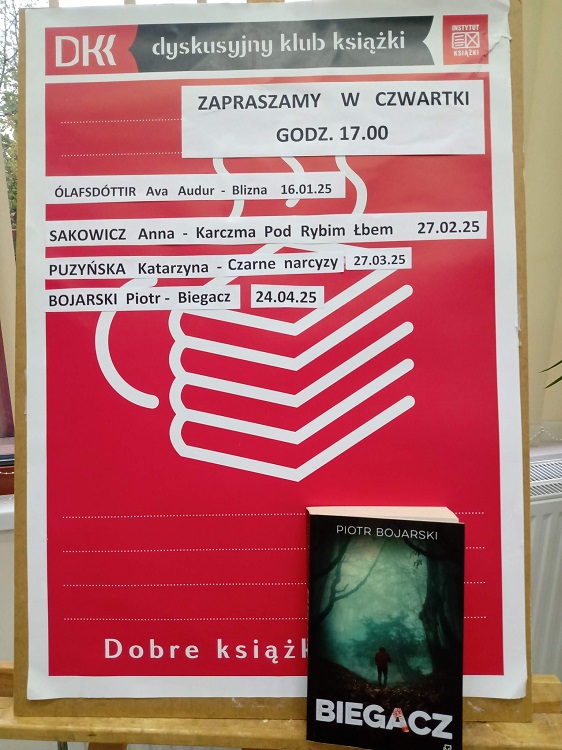 DKK dyskusyjny klub książki
INSTYTUT
KSIĄŻKI
ZAPRASZAMY W CZWARTKI
GODZ. 17.00
ÓLAFSDÓTTIR Ava Audur - Blizna 16.01.25
SAKOWICZ Anna - Karczma Pod Rybim Łbem 27.02.25
PUZYŃSKA Katarzyna - Czarne narcyzy 27.03.25
BOJARSKI Piotr - Biegacz 24.04.25
Dobre książk
PIOTR BOJARSKI
BIEGACZ